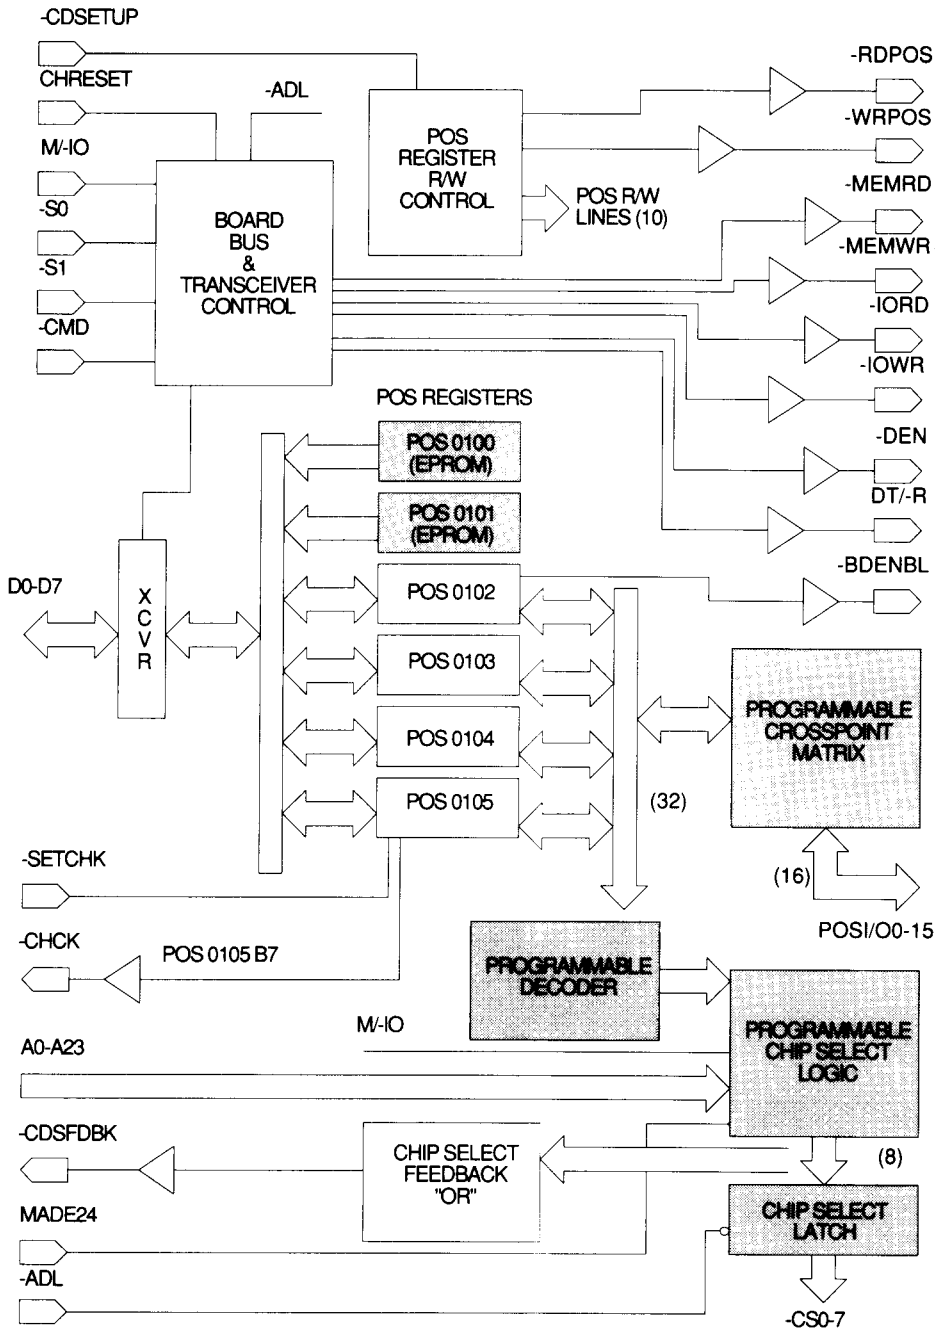 -CDSETUP
CHRESET
M/-IO
-S0
-S1
-CMD
-ADL
BOARD
BUS
&
TRANSCEIVER
CONTROL
POS
REGISTER
R/W
CONTROL
POS R/W
LINES (10)
-RDPOS
-WRPOS
-MEMRD
-MEMWR
-IORD
-IOWR
-DEN
DT/-R
-BDENBL
POS REGISTERS
POS 0100
(EPROM)
POS 0101
(EPROM)
POS 0102
POS 0103
POS 0104
POS 0105
D0-D7
X
C
V
R
PROGRAMMABLE
CROSSPOINT
MATRIX
(32)
(16)
POSI/O0-15
-SETCHK
-CHCK
POS 0105 B7
PROGRAMMABLE
DECODER
M/-IO
A0-A23
PROGRAMMABLE
CHIP SELECT
LOGIC
-CDSFDBK
CHIP SELECT
FEEDBACK
"OR"
(8)
MADE24
CHIP SELECT
LATCH
-ADL
-CS0-7